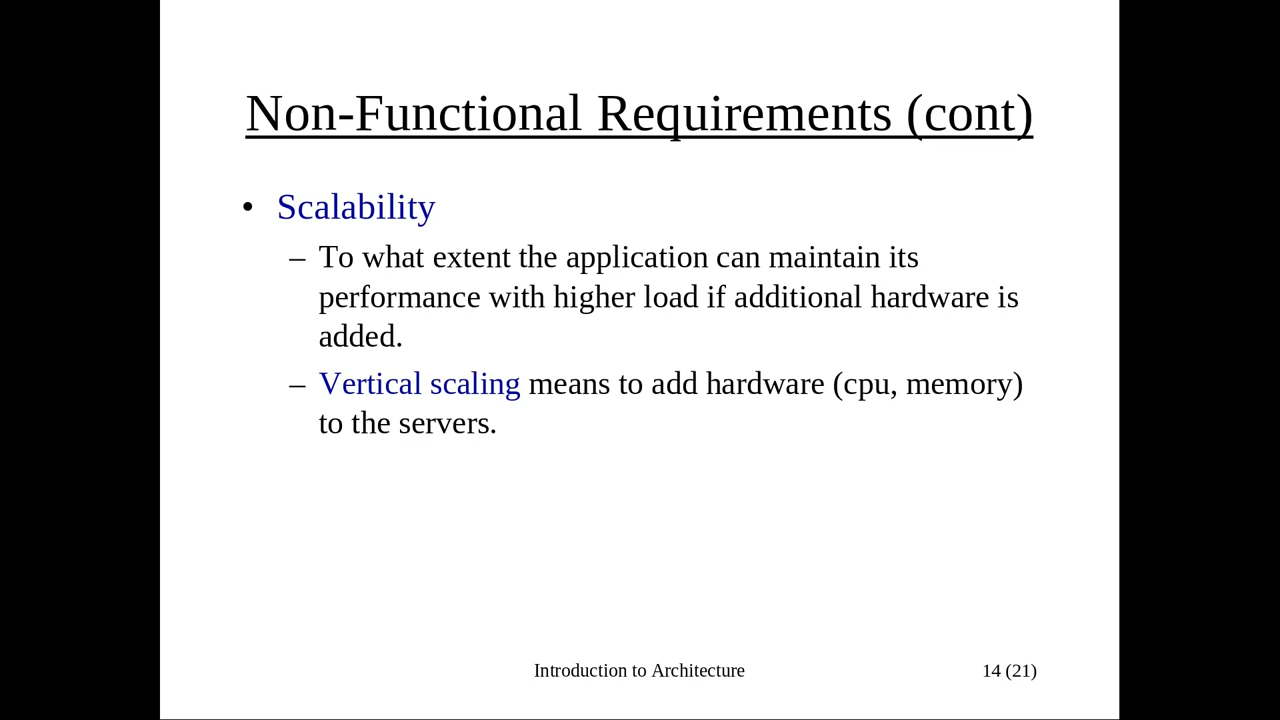 Non-Functional Requirements (cont)
• Scalability
– To what extent the application can maintain its
performance with higher load if additional hardware is
added.
– Vertical scaling means to add hardware (cpu, memory)
to the servers.
Introduction to Architecture
14 (21)